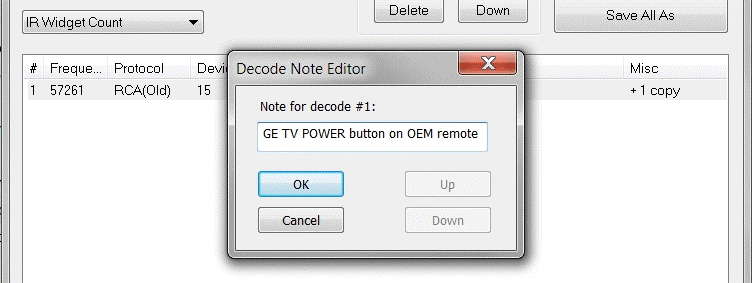 IR Widget Count
Delete
Down
Save All As
# Freque... Protocol Devi Misc
1 57261 RCA(Old) 15 + 1 copy
Decode Note Editor
X
Note for decode #1:
GE TV POWER button on OEM remote
OK
Up
Cancel
Down